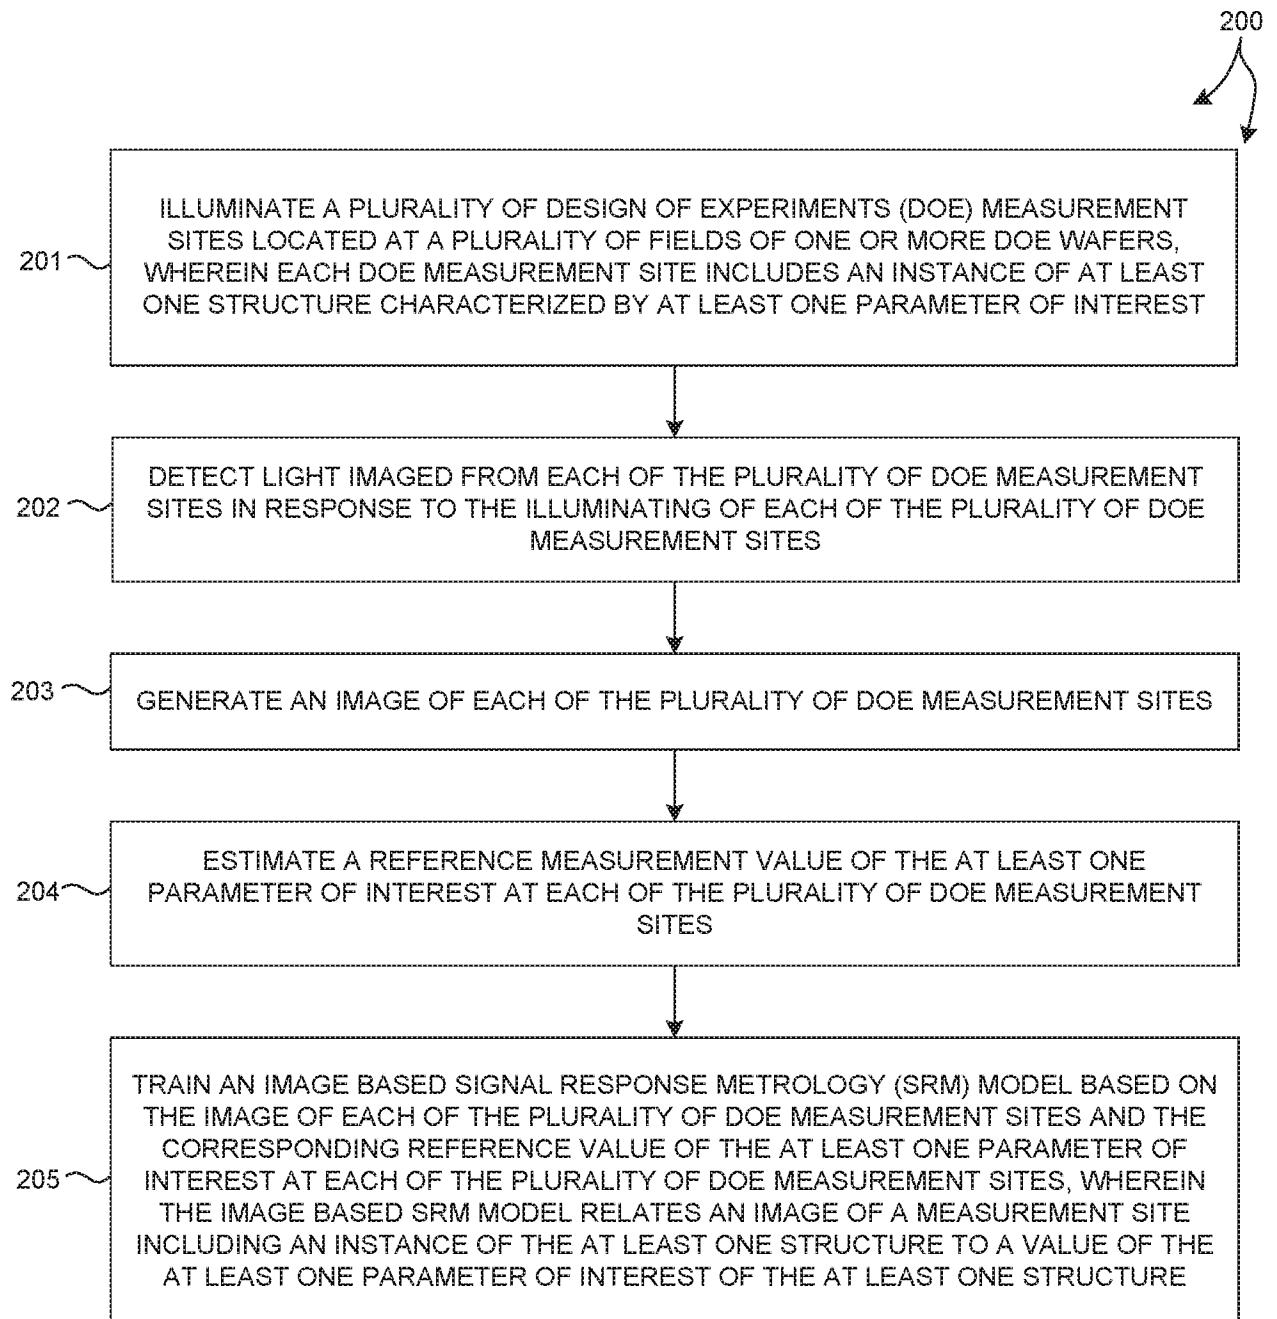 200
201
ILLUMINATE A PLURALITY OF DESIGN OF EXPERIMENTS (DOE) MEASUREMENT
SITES LOCATED AT A PLURALITY OF FIELDS OF ONE OR MORE DOE WAFERS,
WHEREIN EACH DOE MEASUREMENT SITE INCLUDES AN INSTANCE OF AT LEAST
ONE STRUCTURE CHARACTERIZED BY AT LEAST ONE PARAMETER OF INTEREST
202
DETECT LIGHT IMAGED FROM EACH OF THE PLURALITY OF DOE MEASUREMENT
SITES IN RESPONSE TO THE ILLUMINATING OF EACH OF THE PLURALITY OF DOE
MEASUREMENT SITES
203
GENERATE AN IMAGE OF EACH OF THE PLURALITY OF DOE MEASUREMENT SITES
204
ESTIMATE A REFERENCE MEASUREMENT VALUE OF THE AT LEAST ONE
PARAMETER OF INTEREST AT EACH OF THE PLURALITY OF DOE MEASUREMENT
SITES
205
TRAIN AN IMAGE BASED SIGNAL RESPONSE METROLOGY (SRM) MODEL BASED ON
THE IMAGE OF EACH OF THE PLURALITY OF DOE MEASUREMENT SITES AND THE
CORRESPONDING REFERENCE VALUE OF THE AT LEAST ONE PARAMETER OF
INTEREST AT EACH OF THE PLURALITY OF DOE MEASUREMENT SITES, WHEREIN
THE IMAGE BASED SRM MODEL RELATES AN IMAGE OF A MEASUREMENT SITE
INCLUDING AN INSTANCE OF THE AT LEAST ONE STRUCTURE TO A VALUE OF THE
AT LEAST ONE PARAMETER OF INTEREST OF THE AT LEAST ONE STRUCTURE